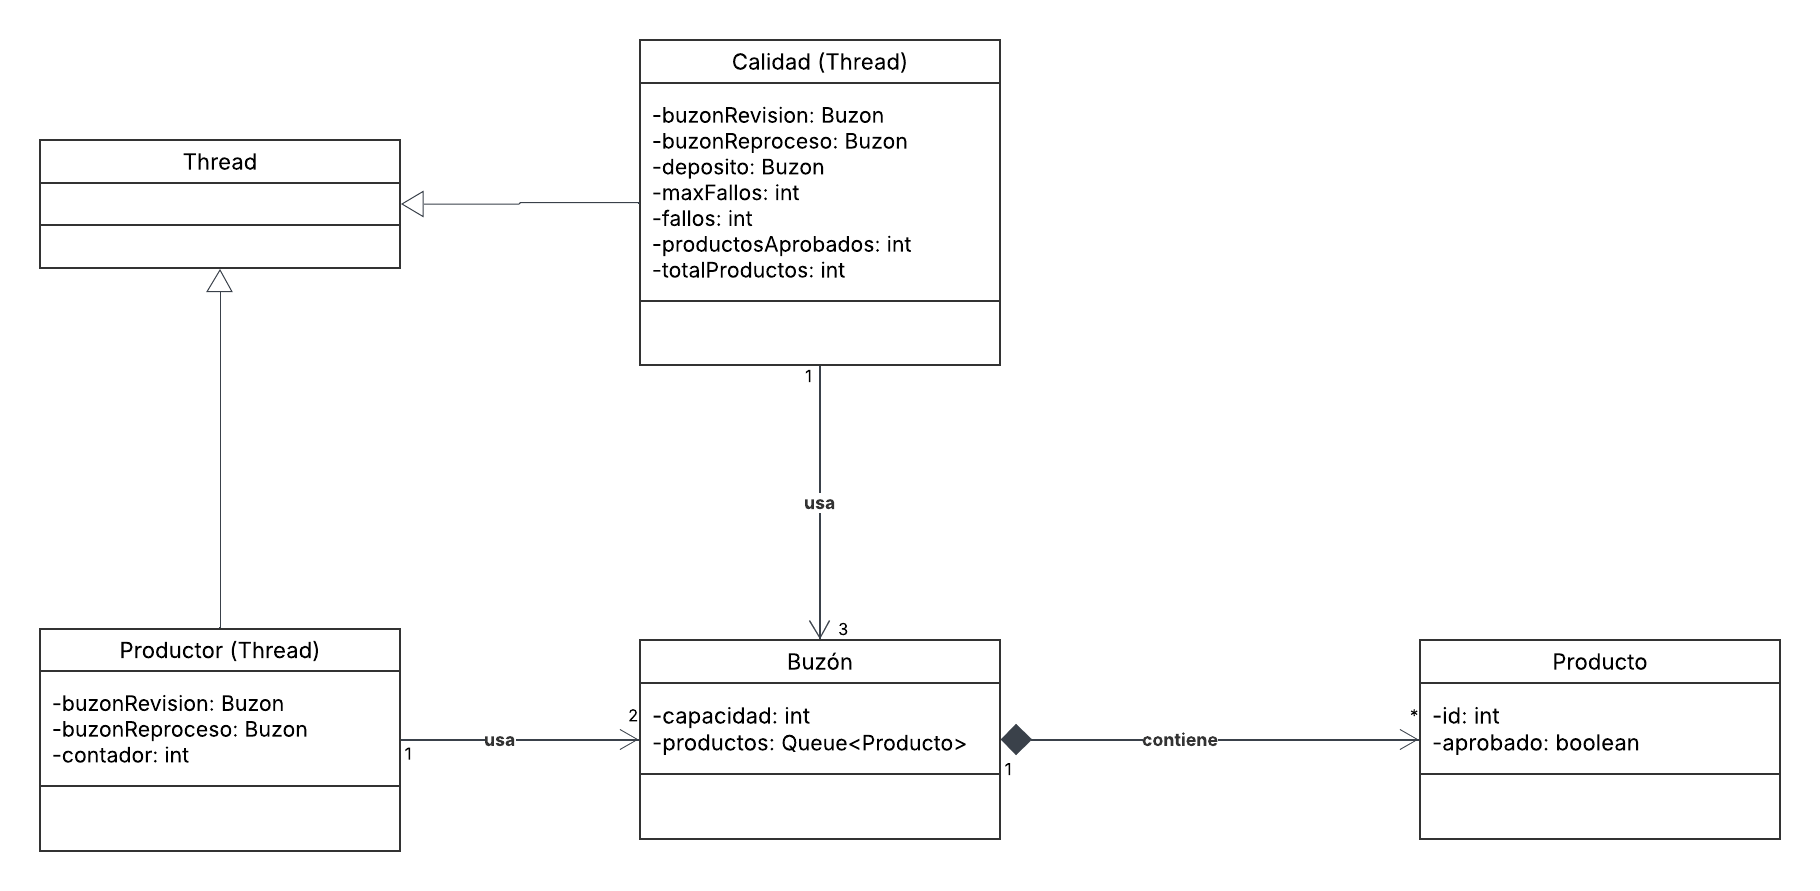 Calidad (Thread)
-buzonRevision: Buzon
-buzonReproceso: Buzon
-deposito: Buzon
-maxFallos: int
-fallos: int
-productosAprobados: int
-totalProductos: int
Thread
1
usa
3
Productor (Thread)
-buzonRevision: Buzon
-buzonReproceso: Buzon
-contador: int
1
usa
2
Buzón
-capacidad: int
-productos: Queue<Producto>
1
contiene
*
Producto
-id: int
-aprobado: boolean